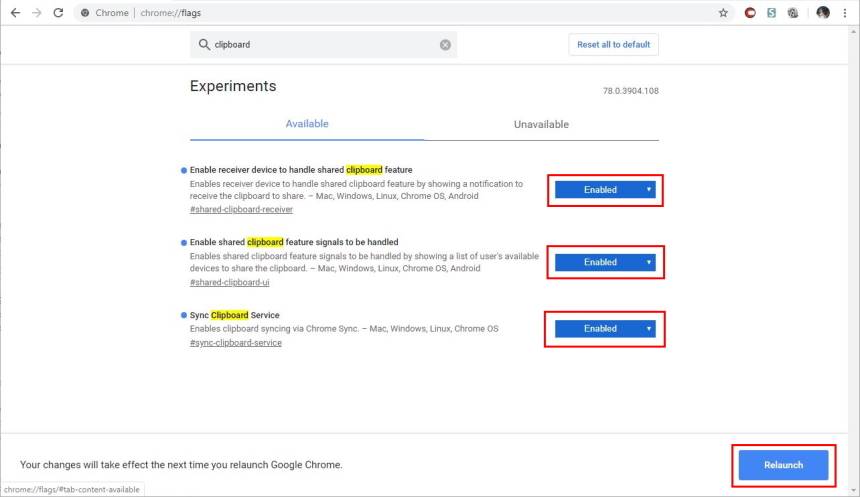 Chrome | chrome://flags
clipboard
Reset all to default
Experiments
78.0.3904.108
Available
Unavailable
Enable receiver device to handle shared clipboard feature
Enables receiver device to handle shared clipboard feature by showing a notification to
receive the clipboard to share. – Mac, Windows, Linux, Chrome OS, Android
#shared-clipboard-receiver
Enabled
Enable shared clipboard feature signals to be handled
Enables shared clipboard feature signals to be handled by showing a list of user's available
devices to share the clipboard. – Mac, Windows, Linux, Chrome OS, Android
#shared-clipboard-ui
Enabled
Sync Clipboard Service
Enables clipboard syncing via Chrome Sync. – Mac, Windows, Linux, Chrome OS
#sync-clipboard-service
Enabled
Your changes will take effect the next time you relaunch Google Chrome.
Relaunch
chrome://flags/#tab-content-available